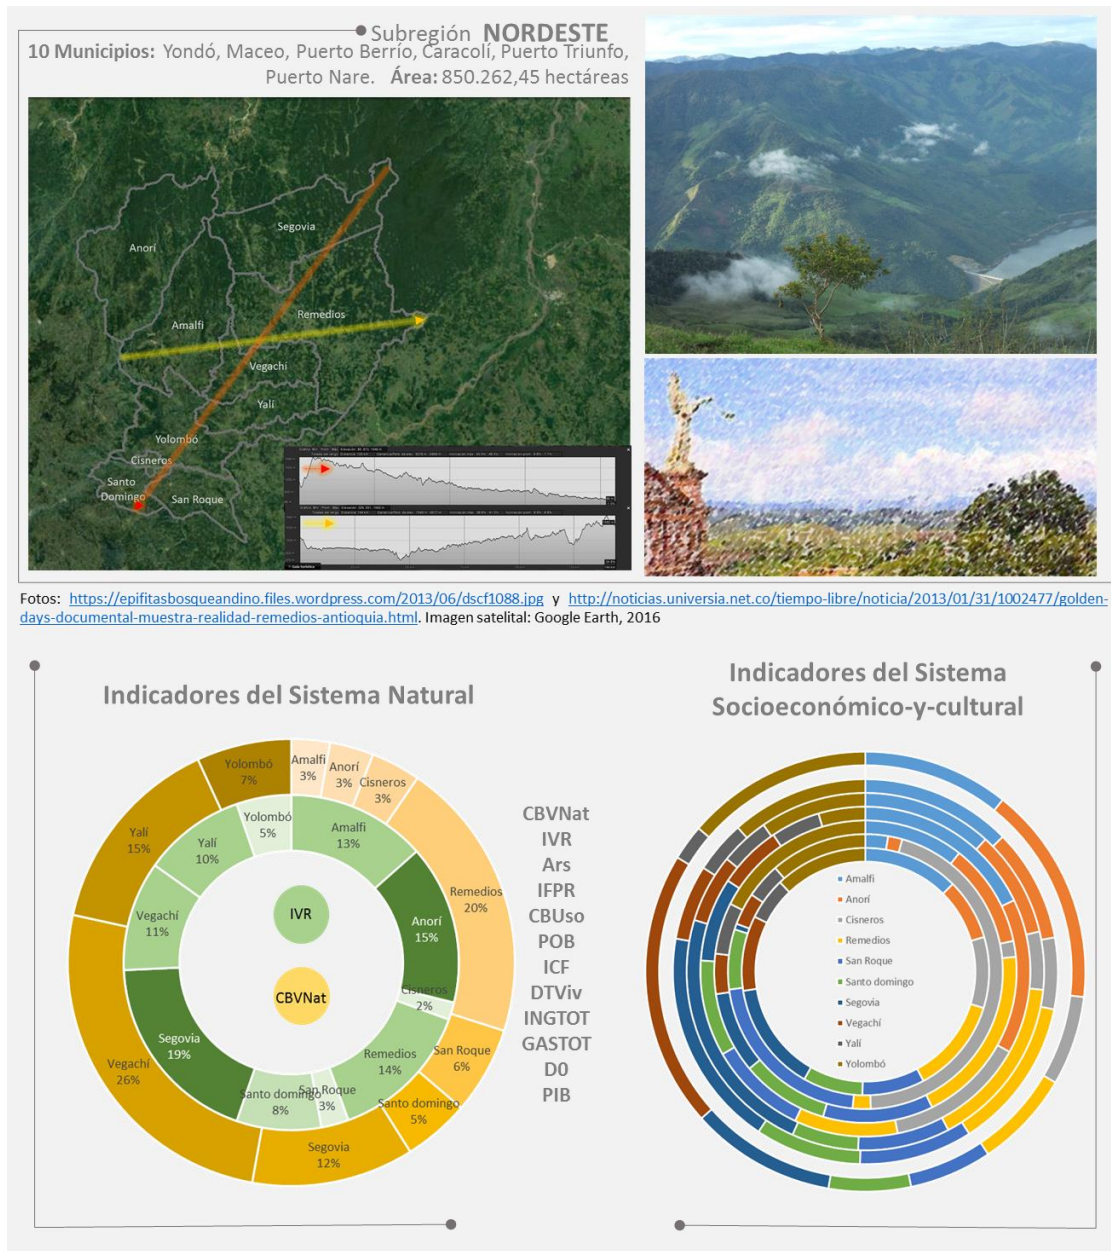 Subregión NORDESTE
10 Municipios: Yondó, Maceo, Puerto Berrío, Caracolí, Puerto Triunfo,
Puerto Nare. Área: 850.262,45 hectáreas
Segovia
Anorí
Remedios
Amalfi
Vegachi
Yalí
Yolombó
Cisneros
Santo
Domingo
San Roque
Fotos: https://epifitasbosqueandino.files.wordpress.com/2013/06/dscf1088.jpg y http://noticias.universia.net.co/tiempo-libre/noticia/2013/01/31/1002477/golden-
days-documental-muestra-realidad-remedios-antioquia.html. Imagen satelital: Google Earth, 2016
Indicadores del Sistema Natural
Amalfi
3%
Anorí
3%
Cisneros
3%
Remedios
20%
San Roque
6%
Santo domingo
5%
Segovia
12%
Vegachí
26%
Yalí
15%
Yolombó
7%
Amalfi
13%
Anorí
15%
Cisneros
2%
Remedios
14%
San Roque
3%
Santo domingo
8%
Segovia
19%
Vegachí
11%
Yalí
10%
Yolombó
5%
IVR
CBVNat
CBVNat
IVR
Ars
IFPR
CBUso
POB
ICF
DTViv
INGTOT
GASTOT
D0
PIB
Indicadores del Sistema
Socioeconómico-y-cultural
Amalfi
Anorí
Cisneros
Remedios
San Roque
Santo domingo
Segovia
Vegachí
Yalí
Yolombó